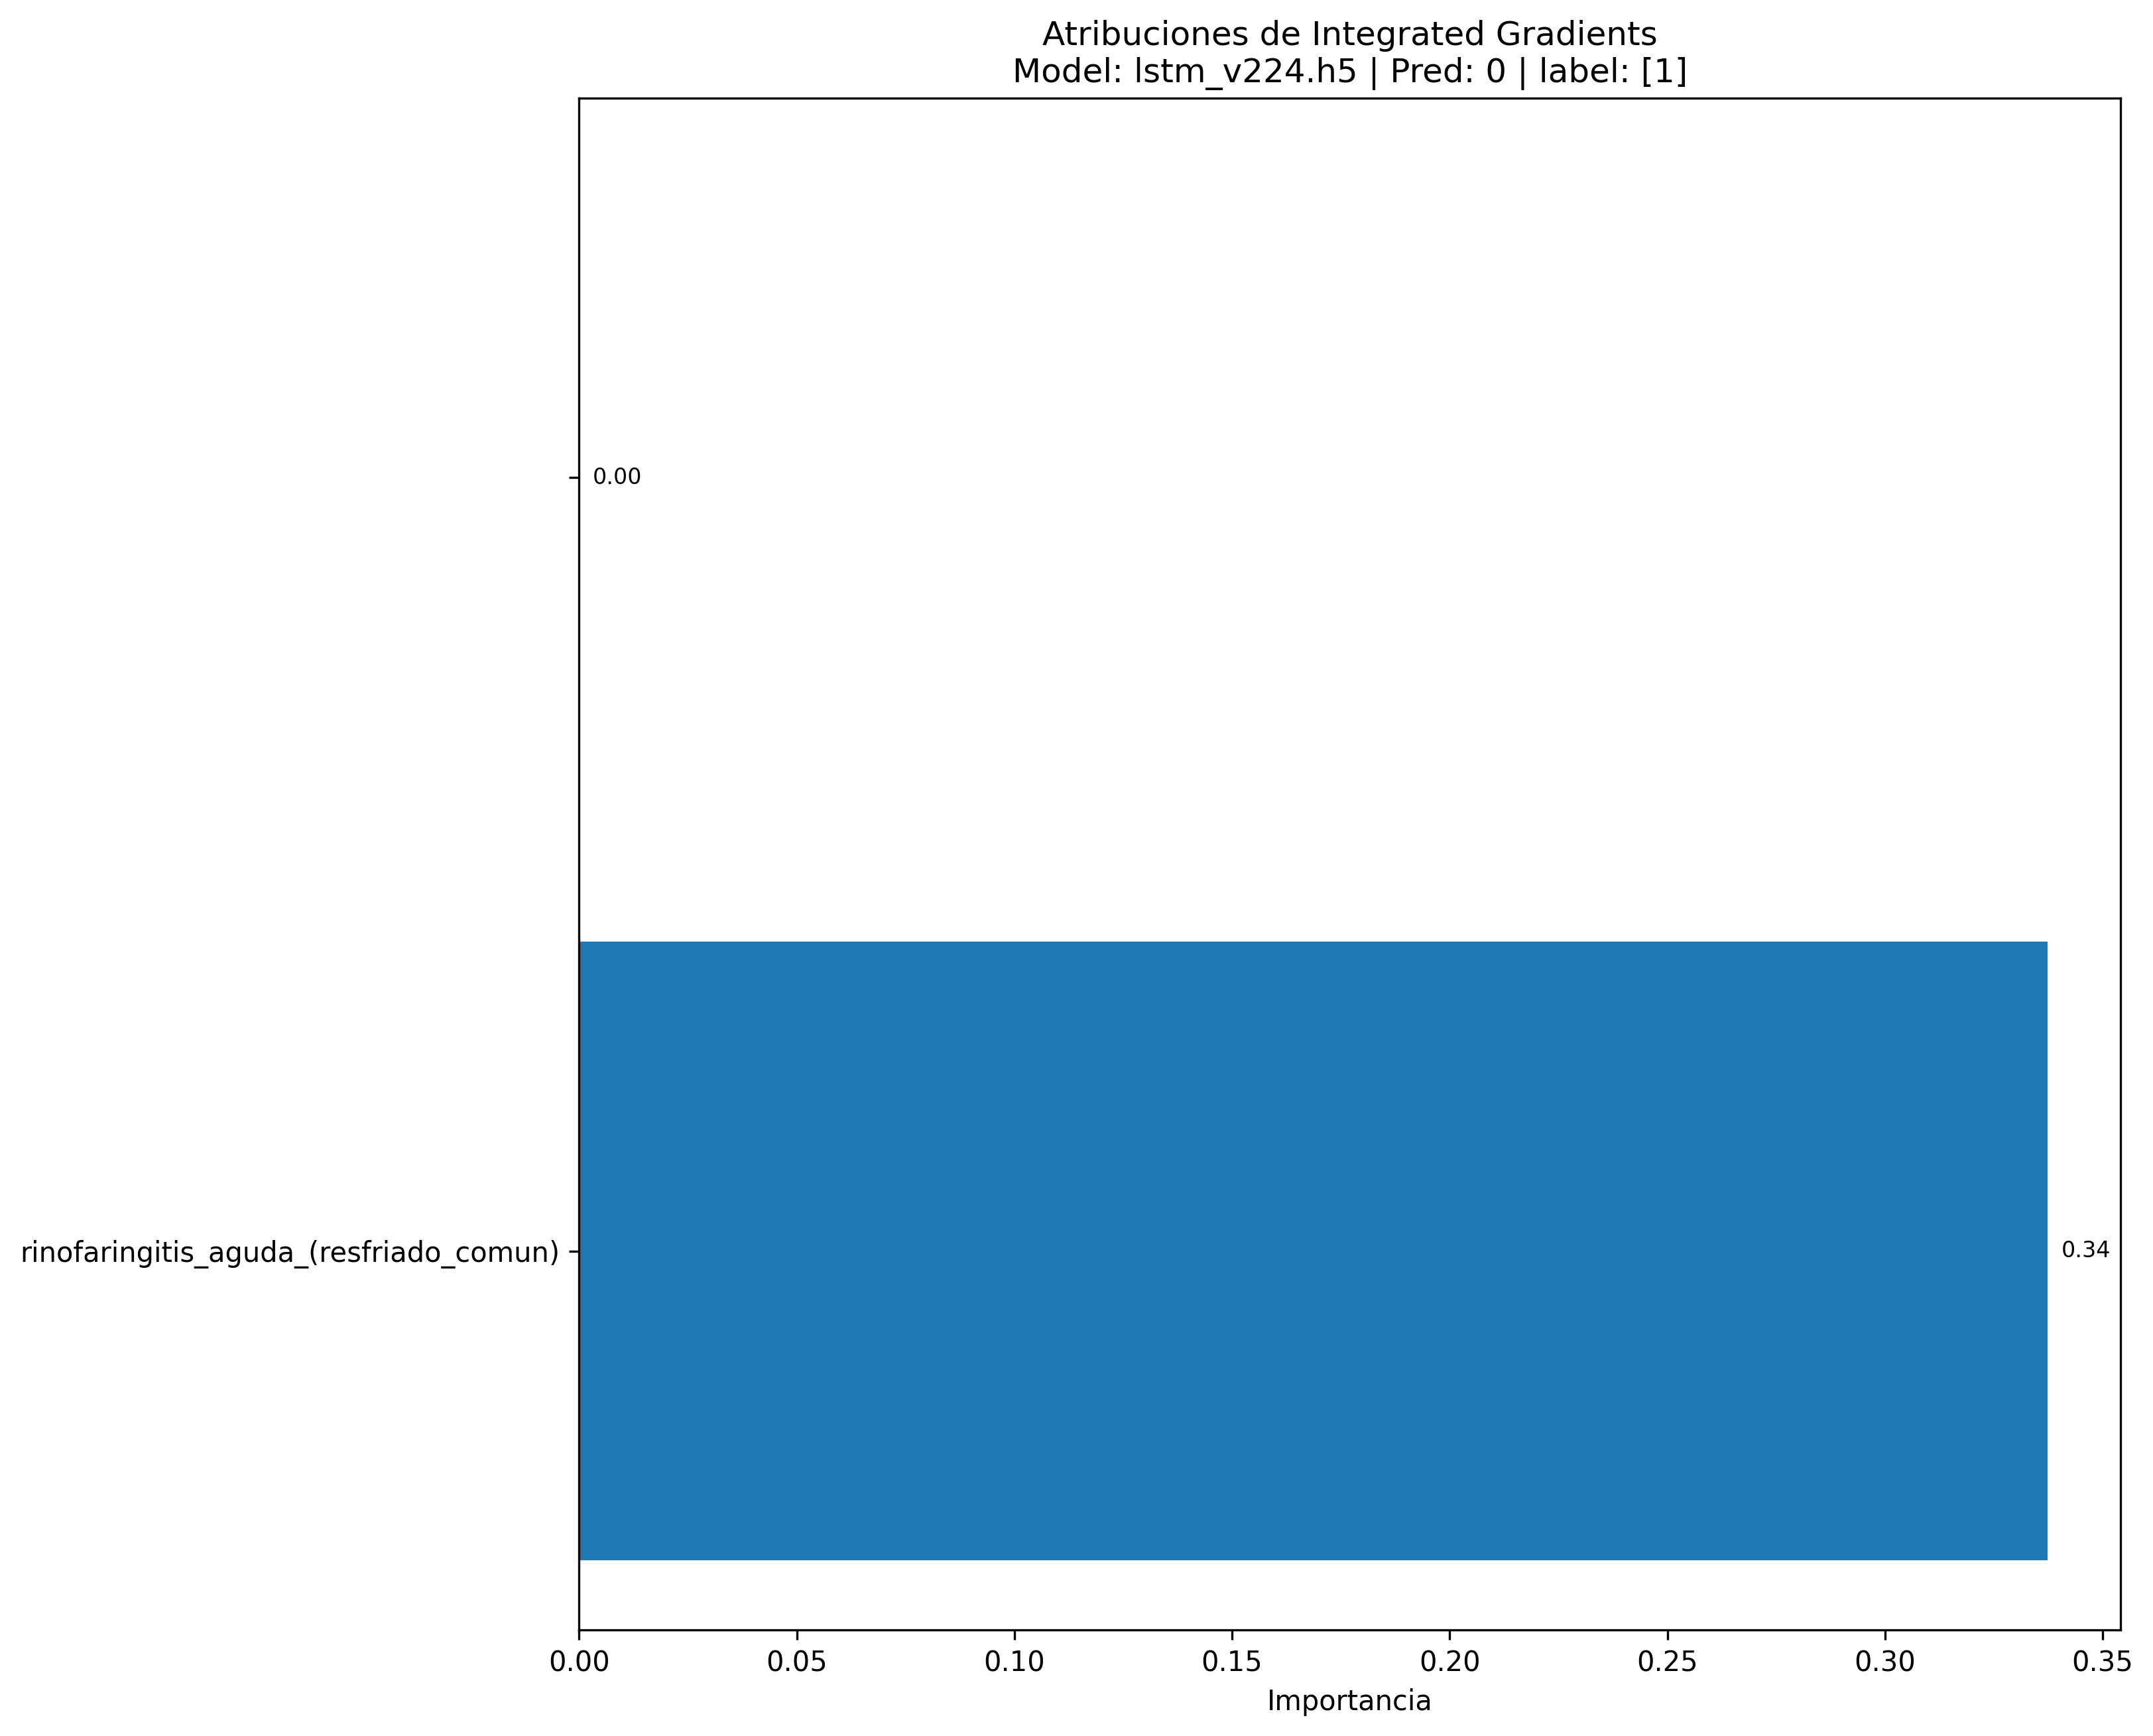 Atribuciones de Integrated Gradients
Model: lstm_v224.h5 | Pred: 0 | label: [1]
0.00
rinofaringitis_aguda_(resfriado_comun)
0.34
0.00 0.05 0.10 0.15 0.20 0.25 0.30 0.35
Importancia